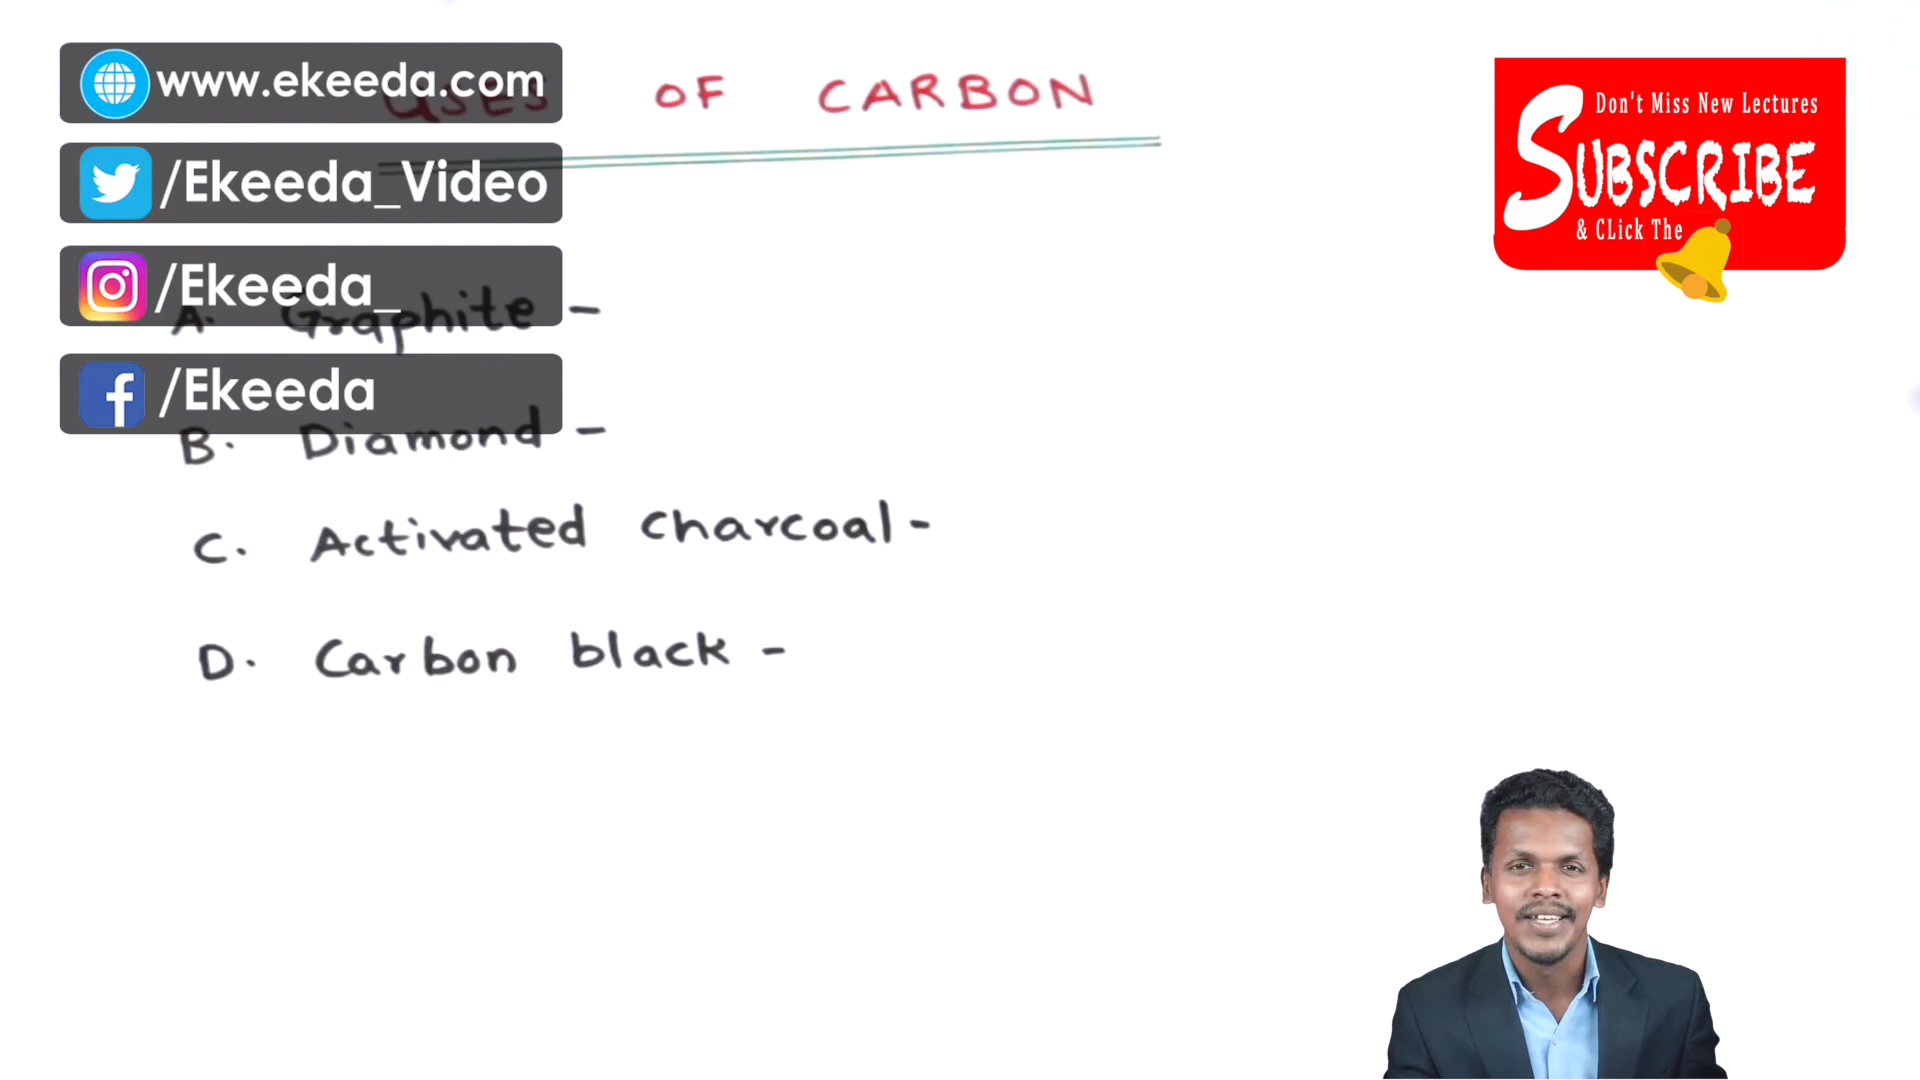 www.ekeeda.com
USES OF CARBON
/Ekeeda_Video
/Ekeeda_
/Ekeeda
A. Graphite -
B. Diamond -
C. Activated charcoal -
D. Carbon black -
Don't Miss New Lectures
SUBSCRIBE
& CLick The